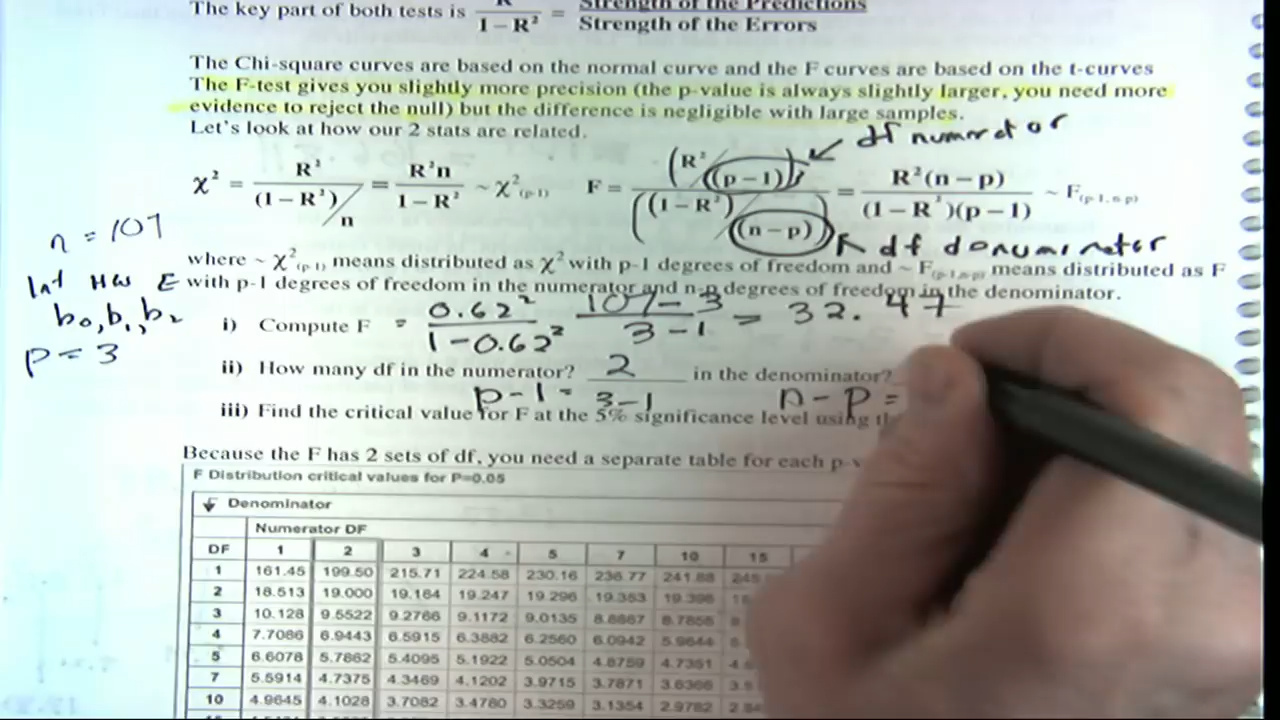 The key part of both tests is R² / 1 – R² = Strength of the Predictions / Strength of the Errors
The Chi-square curves are based on the normal curve and the F curves are based on the t-curves
The F-test gives you slightly more precision (the p-value is always slightly larger, you need more
evidence to reject the null) but the difference is negligible with large samples.
Let's look at how our 2 stats are related.
df numerator
χ² = R² / ((1 – R²)/n) = R²n / 1 – R² ~ χ²(p-1) F = (R²/(p – 1)) / ((1 – R²)/(n – p)) = R²(n – p) / (1 – R²)(p – 1) ~ F(p-1, n-p)
df donuminator
n = 107
where ~ χ²(p-1) means distributed as χ² with p-1 degrees of freedom and ~ F(p-1,n-p) means distributed as F
Int HGs E
with p-1 degrees of freedom in the numerator and n-p degrees of freedom in the denominator.
b0, b1, b2
i) Compute F = 0.62² / 1 – 0.62² 107 – 3 / 3 – 1 = 32.47
p = 3
ii) How many df in the numerator? 2 in the denominator?
p – 1 = 3 – 1 n – p =
iii) Find the critical value for F at the 5% significance level using
Because the F has 2 sets of df, you need a separate table for each
F Distribution critical values for P=0.05
Denominator
Numerator DF
DF 1 2 3 4 5 7 10 15
1 161.45 199.50 215.71 224.58 230.16 236.77 241.88
2 18.513 19.000 19.164 19.247 19.296 19.353 19.396
3 10.128 9.5522 9.2766 9.1172 9.0135 8.8867 8.7855
4 7.7086 6.9443 6.5915 6.3882 6.2560 6.0942 5.9644
5 6.6078 5.7862 5.4095 5.1922 5.0504 4.8759 4.7351
7 5.5914 4.7375 4.3469 4.1202 3.9715 3.7871 3.6366
10 4.9645 4.1028 3.7082 3.4780 3.3259 3.1354 2.9782